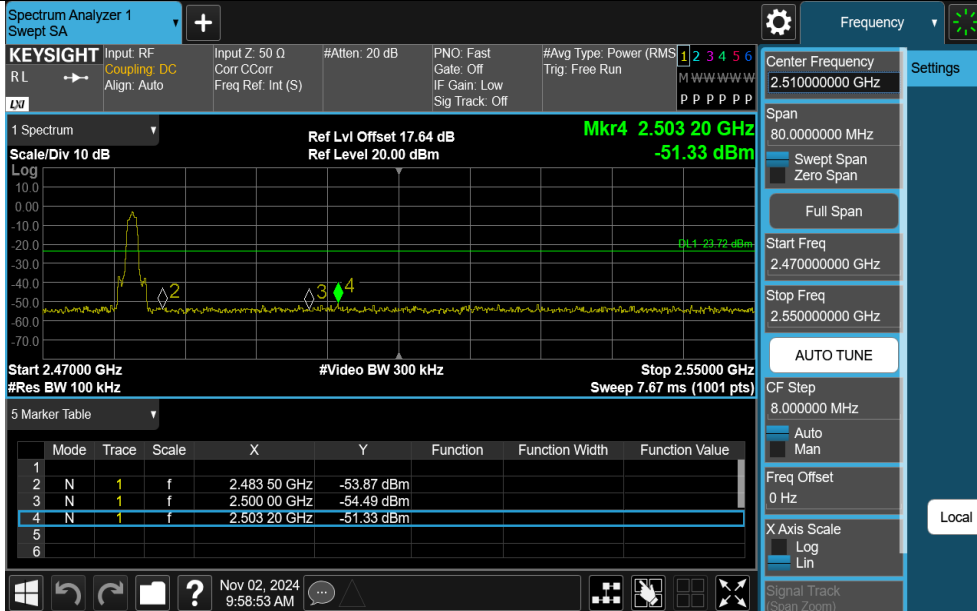 Spectrum Analyzer 1
Swept SA
+
Frequency
KEYSIGHT
RL
LXI
Input: RF
Coupling: DC
Align: Auto
Input Z: 50 Ω
Corr CCorr
Freq Ref: Int (S)
#Atten: 20 dB
PNO: Fast
Gate: Off
IF Gain: Low
Sig Track: Off
#Avg Type: Power (RMS
Trig: Free Run
1 2 3 4 5 6
M W W W W W
P P P P P P
1 Spectrum
Scale/Div 10 dB
Ref Lvl Offset 17.64 dB
Ref Level 20.00 dBm
Mkr4 2.503 20 GHz
-51.33 dBm
Log
10.0
0.00
-10.0
-20.0
-30.0
-40.0
-50.0
-60.0
-70.0
DL1 -23.72 dBm
2
3
4
Start 2.47000 GHz
#Video BW 300 kHz
Stop 2.55000 GHz
#Res BW 100 kHz
Sweep 7.67 ms (1001 pts)
5 Marker Table
Mode Trace Scale X Y Function Function Width Function Value
1
2 N 1 f 2.483 50 GHz -53.87 dBm
3 N 1 f 2.500 00 GHz -54.49 dBm
4 N 1 f 2.503 20 GHz -51.33 dBm
5
6
?
Nov 02, 2024
9:58:53 AM
Center Frequency
2.510000000 GHz
Span
80.0000000 MHz
Swept Span
Zero Span
Full Span
Start Freq
2.470000000 GHz
Stop Freq
2.550000000 GHz
AUTO TUNE
CF Step
8.000000 MHz
Auto
Man
Freq Offset
0 Hz
X Axis Scale
Log
Lin
Signal Track
(Span Zoom)
Settings
Local